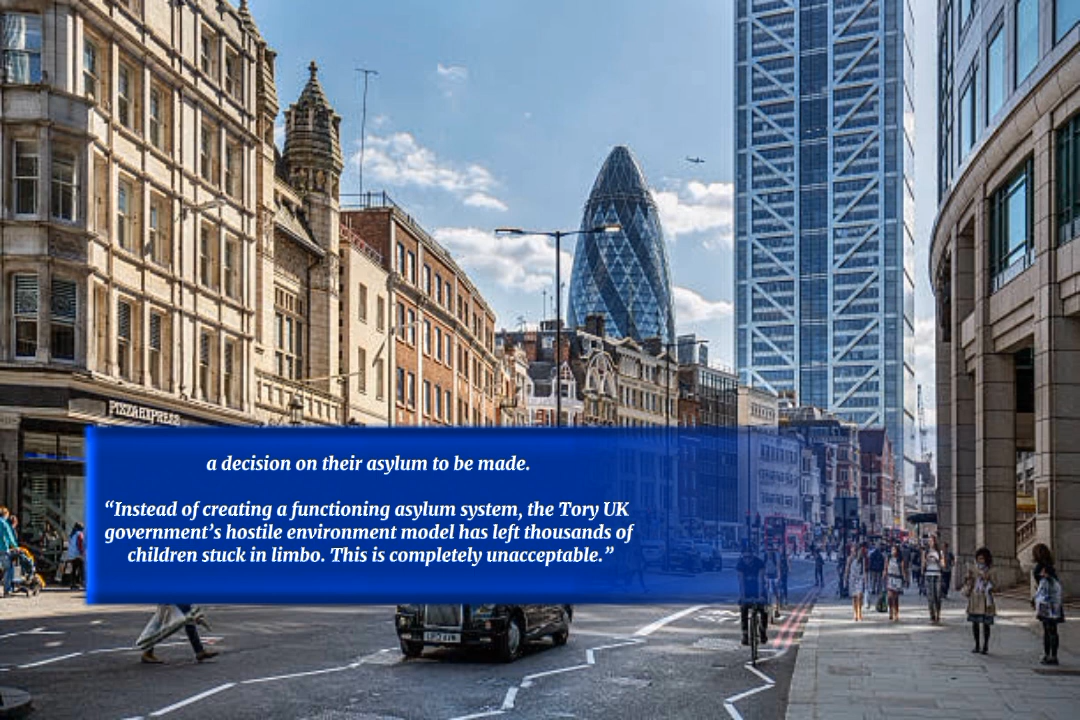 PIZZAEXPRESS
a decision on their asylum to be made.
“Instead of creating a functioning asylum system, the Tory UK
government’s hostile environment model has left thousands of
children stuck in limbo. This is completely unacceptable.”